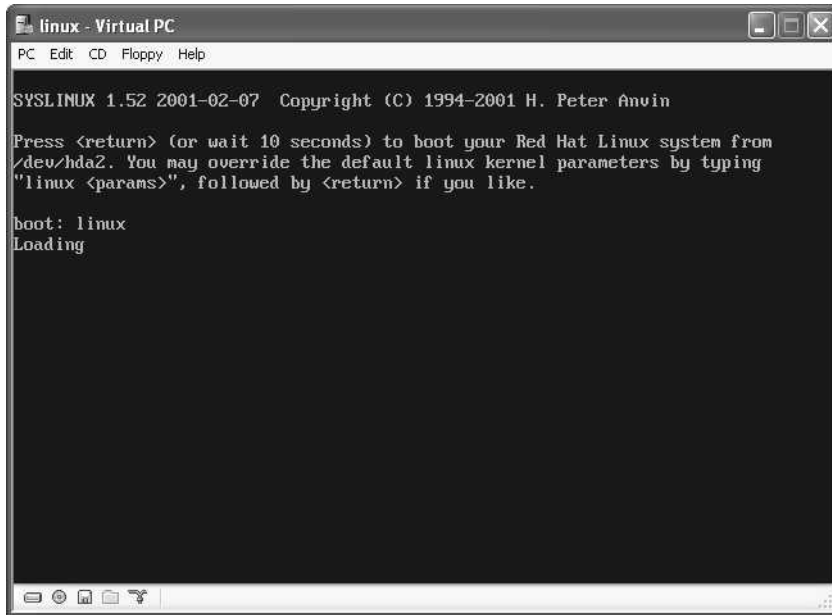 linux - Virtual PC
PC Edit CD Floppy Help
SYSLINUX 1.52 2001-02-07 Copyright (C) 1994-2001 H. Peter Anvin
Press <return> (or wait 10 seconds) to boot your Red Hat Linux system from
/dev/hda2. You may override the default linux kernel parameters by typing
"linux <params>", followed by <return> if you like.
boot: linux
Loading